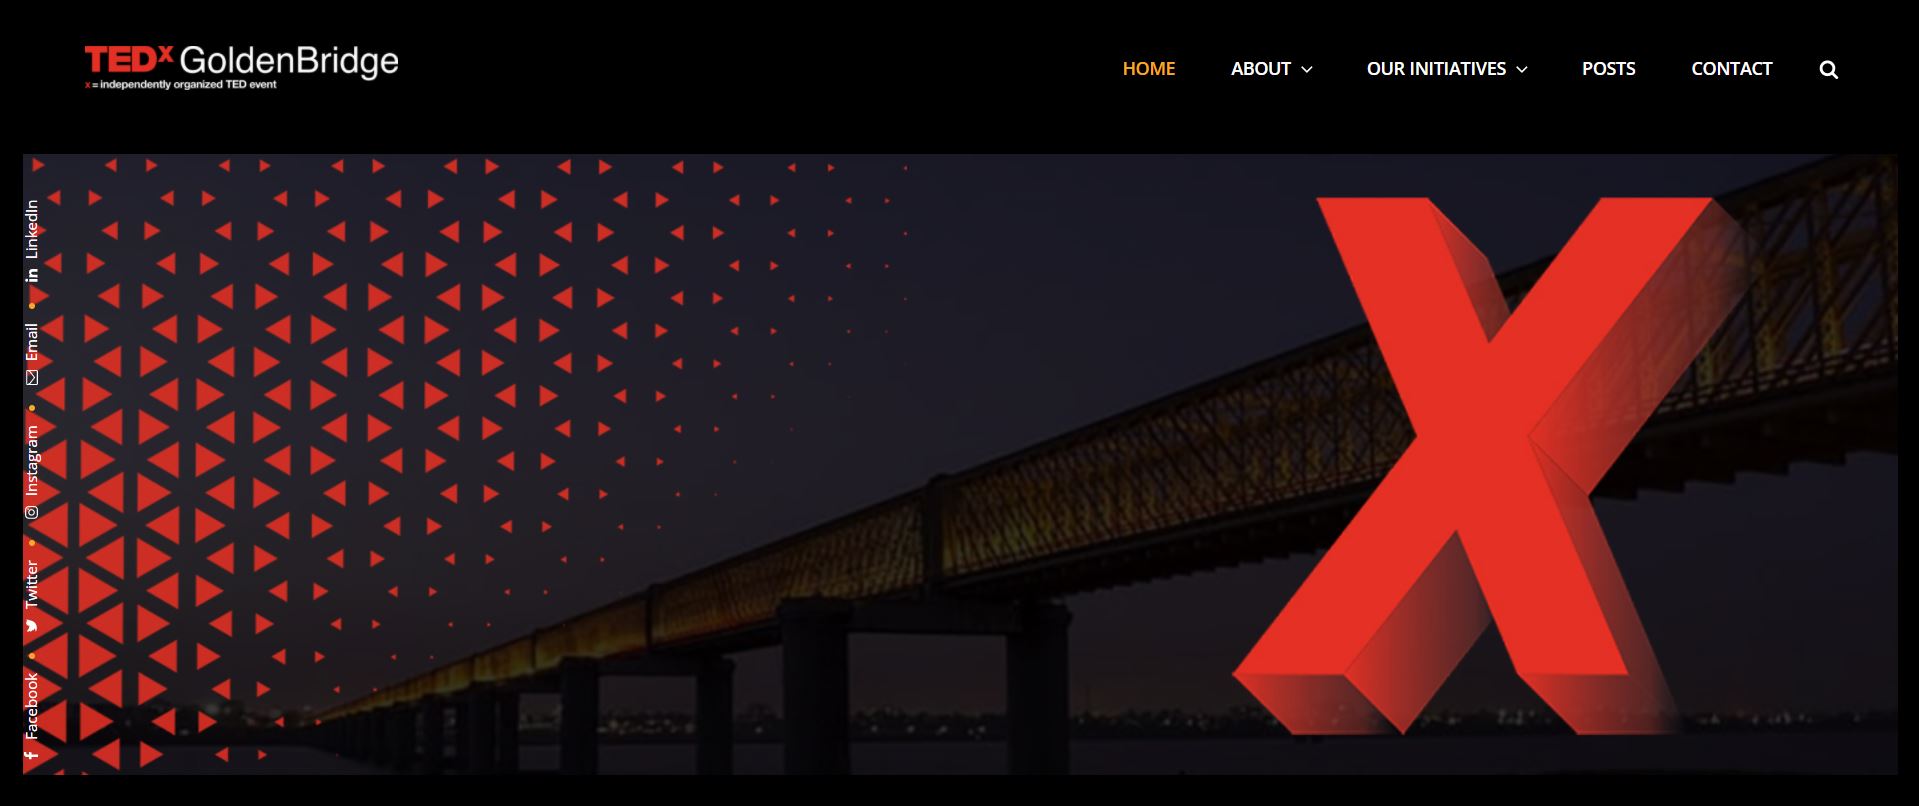 TEDx GoldenBridge
x = independently organized TED event
HOME
ABOUT
OUR INITIATIVES
POSTS
CONTACT
LinkedIn
Email
Instagram
Twitter
Facebook
X